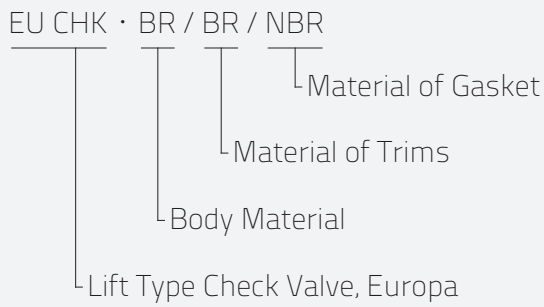 EU CHK · BR / BR / NBR
Material of Gasket
Material of Trims
Body Material
Lift Type Check Valve, Europa